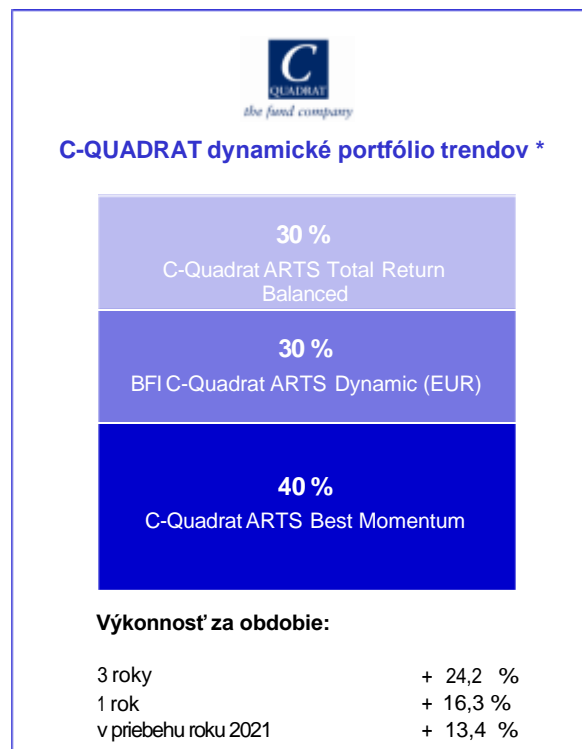 C
QUADRAT
the fund company
C-QUADRAT dynamické portfólio trendov *
30 %
C-Quadrat ARTS Total Return
Balanced
30 %
BFI C-Quadrat ARTS Dynamic (EUR)
40 %
C-Quadrat ARTS Best Momentum
Výkonnosť za obdobie:
3 roky + 24,2 %
1 rok + 16,3 %
v priebehu roku 2021 + 13,4 %